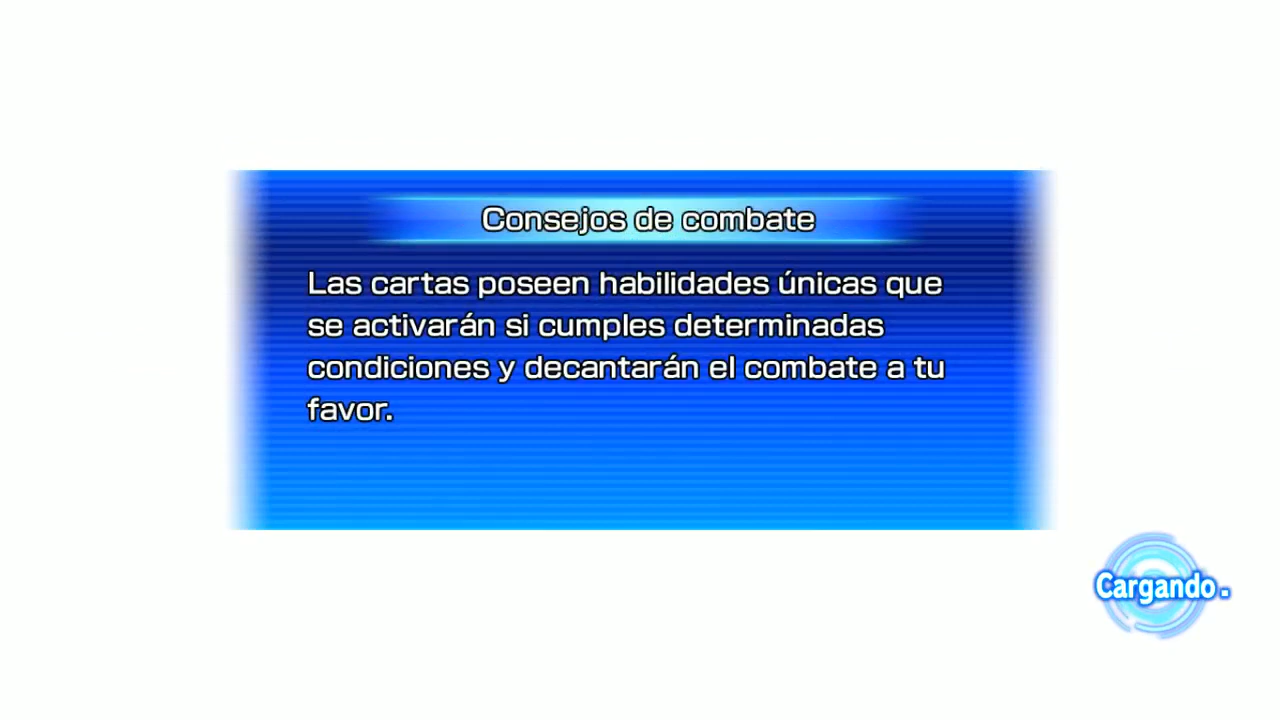 Consejos de combate
Las cartas poseen habilidades únicas que
se activarán si cumples determinadas
condiciones y decantarán el combate a tu
favor.
Cargando.